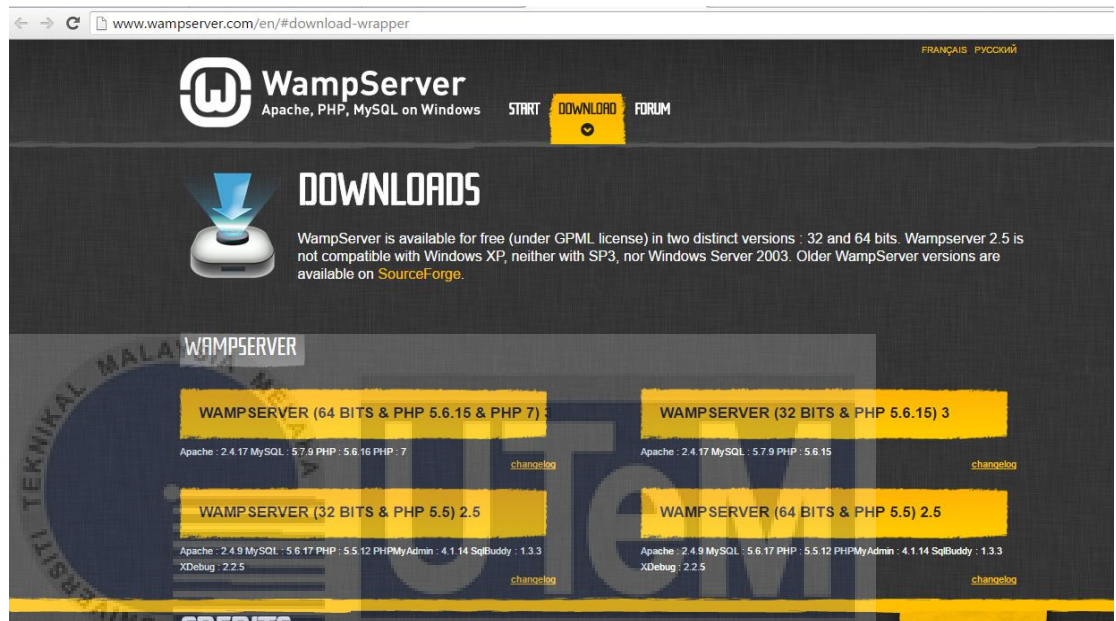 www.wampserver.com/en/#download-wrapper
FRANÇAIS РУССКИЙ
WampServer
Apache, PHP, MySQL on Windows
START DOWNLOAD FORUM
DOWNLOADS
WampServer is available for free (under GPML license) in two distinct versions : 32 and 64 bits. Wampserver 2.5 is
not compatible with Windows XP, neither with SP3, nor Windows Server 2003. Older WampServer versions are
available on SourceForge.
WAMPSERVER
WAMPSERVER (64 BITS & PHP 5.6.15 & PHP 7) 3
Apache : 2.4.17 MySQL : 5.7.9 PHP : 5.6.16 PHP : 7
changelog
WAMPSERVER (32 BITS & PHP 5.6.15) 3
Apache : 2.4.17 MySQL : 5.7.9 PHP : 5.6.15
changelog
WAMPSERVER (32 BITS & PHP 5.5) 2.5
Apache : 2.4.9 MySQL : 5.6.17 PHP : 5.5.12 PHPMyAdmin : 4.1.14 SqlBuddy : 1.3.3
XDebug : 2.2.5
changelog
WAMPSERVER (64 BITS & PHP 5.5) 2.5
Apache : 2.4.9 MySQL : 5.6.17 PHP : 5.5.12 PHPMyAdmin : 4.1.14 SqlBuddy : 1.3.3
XDebug : 2.2.5
changelog
TEKNIKAL MALAYSIA
UTeM
CREDITS